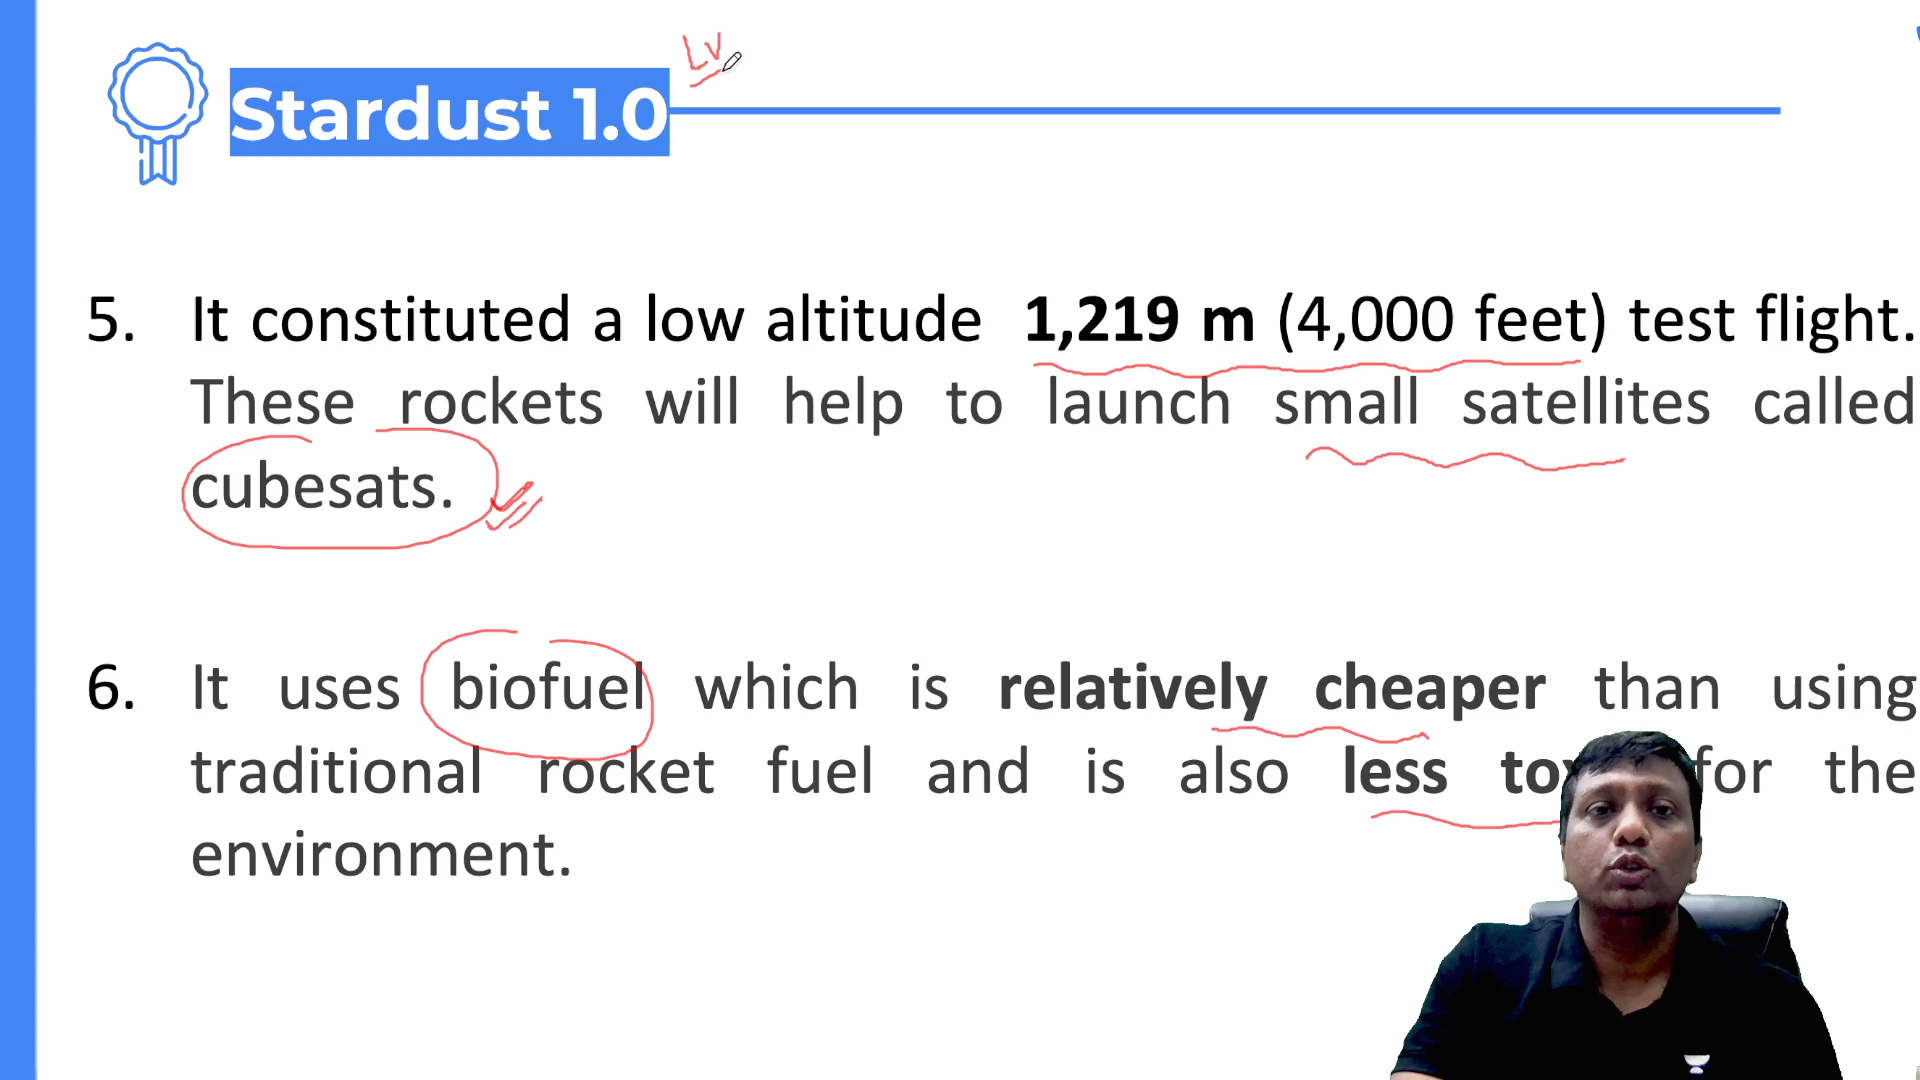 LV
Stardust 1.0
5. It constituted a low altitude 1,219 m (4,000 feet) test flight.
These rockets will help to launch small satellites called
cubesats.
6. It uses biofuel which is relatively cheaper than using
traditional rocket fuel and is also less for the
environment.